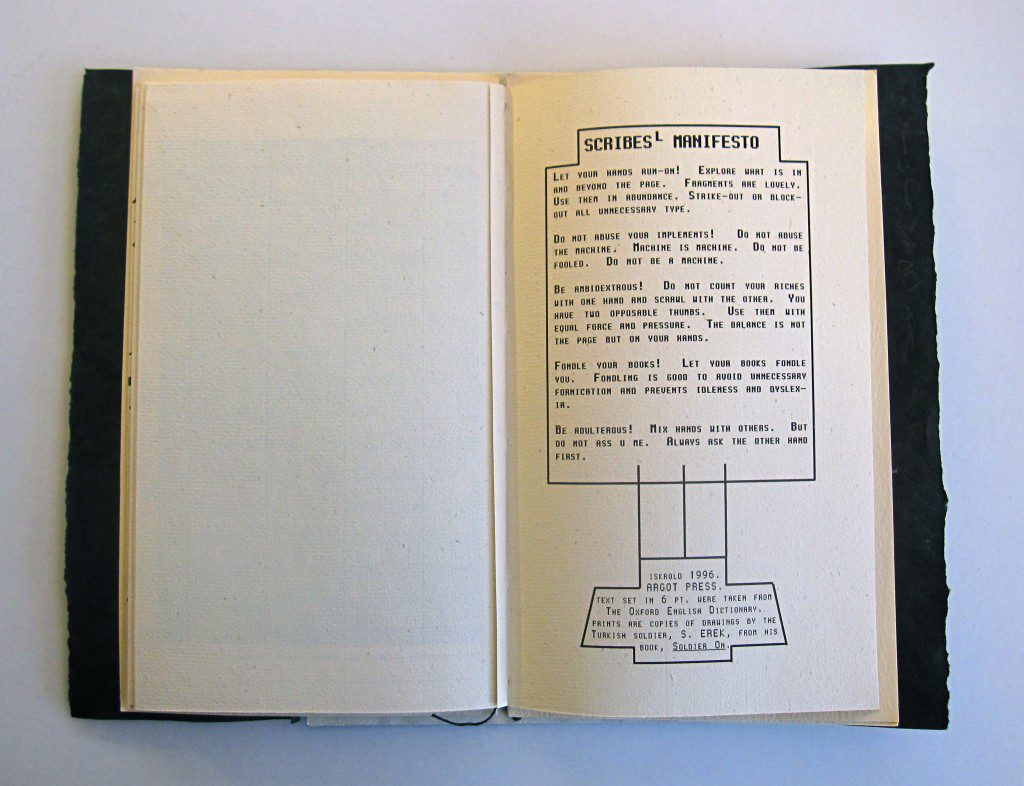 SCRIBESᴸ MANIFESTO
LET YOUR HANDS RUN-ON! EXPLORE WHAT IS IN
AND BEYOND THE PAGE. FRAGMENTS ARE LOVELY.
USE THEM IN ABUNDANCE. STRIKE-OUT OR BLOCK-
OUT ALL UNNECESSARY TYPE.
DO NOT ABUSE YOUR IMPLEMENTS! DO NOT ABUSE
THE MACHINE. MACHINE IS MACHINE. DO NOT BE
FOOLED. DO NOT BE A MACHINE.
BE AMBIDEXTROUS! DO NOT COUNT YOUR RICHES
WITH ONE HAND AND SCRAWL WITH THE OTHER. YOU
HAVE TWO OPPOSABLE THUMBS. USE THEM WITH
EQUAL FORCE AND PRESSURE. THE BALANCE IS NOT
THE PAGE BUT ON YOUR HANDS.
FONDLE YOUR BOOKS! LET YOUR BOOKS FONDLE
YOU. FONDLING IS GOOD TO AVOID UNNECESSARY
FORNICATION AND PREVENTS IDLENESS AND DYSLEX-
IA.
BE ADULTEROUS! MIX HANDS WITH OTHERS. BUT
DO NOT ASS U ME. ALWAYS ASK THE OTHER HAND
FIRST.
ISKROLD 1996.
ARGOT PRESS.
TEXT SET IN 6 PT. WERE TAKEN FROM
THE OXFORD ENGLISH DICTIONARY.
PRINTS ARE COPIES OF DRAWINGS BY THE
TURKISH SOLDIER, S. EREK, FROM HIS
BOOK, SOLDIER ON.